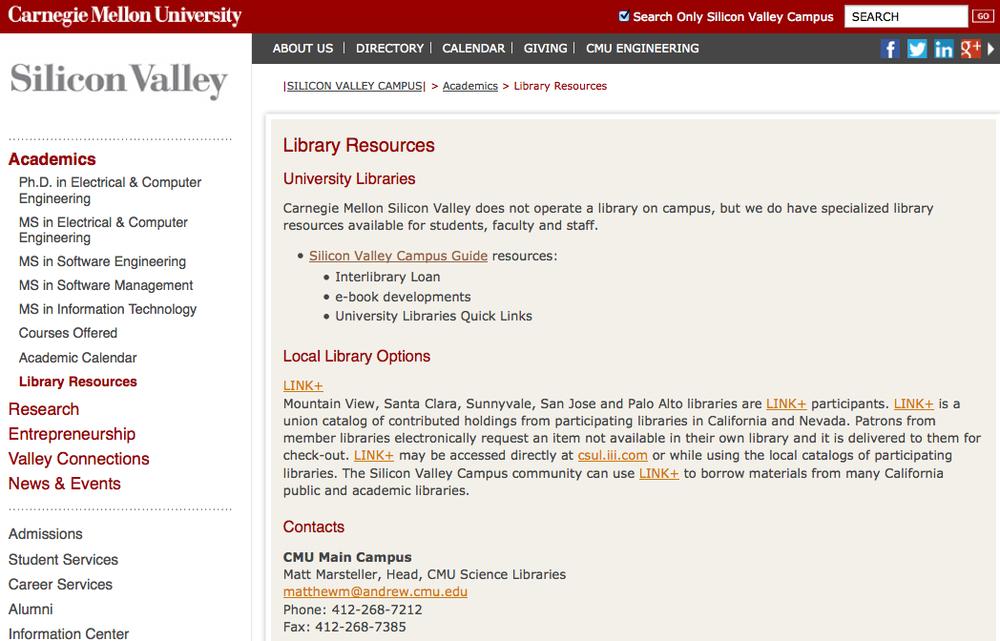 Carnegie Mellon University
Search Only Silicon Valley Campus
SEARCH
GO
ABOUT US | DIRECTORY | CALENDAR | GIVING | CMU ENGINEERING
Silicon Valley
|SILICON VALLEY CAMPUS| > Academics > Library Resources
Academics
Ph.D. in Electrical & Computer
Engineering
MS in Electrical & Computer
Engineering
MS in Software Engineering
MS in Software Management
MS in Information Technology
Courses Offered
Academic Calendar
Library Resources
Research
Entrepreneurship
Valley Connections
News & Events
Admissions
Student Services
Career Services
Alumni
Information Center
Library Resources
University Libraries
Carnegie Mellon Silicon Valley does not operate a library on campus, but we do have specialized library
resources available for students, faculty and staff.
• Silicon Valley Campus Guide resources:
• Interlibrary Loan
• e-book developments
• University Libraries Quick Links
Local Library Options
LINK+
Mountain View, Santa Clara, Sunnyvale, San Jose and Palo Alto libraries are LINK+ participants. LINK+ is a
union catalog of contributed holdings from participating libraries in California and Nevada. Patrons from
member libraries electronically request an item not available in their own library and it is delivered to them for
check-out. LINK+ may be accessed directly at csul.iii.com or while using the local catalogs of participating
libraries. The Silicon Valley Campus community can use LINK+ to borrow materials from many California
public and academic libraries.
Contacts
CMU Main Campus
Matt Marsteller, Head, CMU Science Libraries
matthewm@andrew.cmu.edu
Phone: 412-268-7212
Fax: 412-268-7385